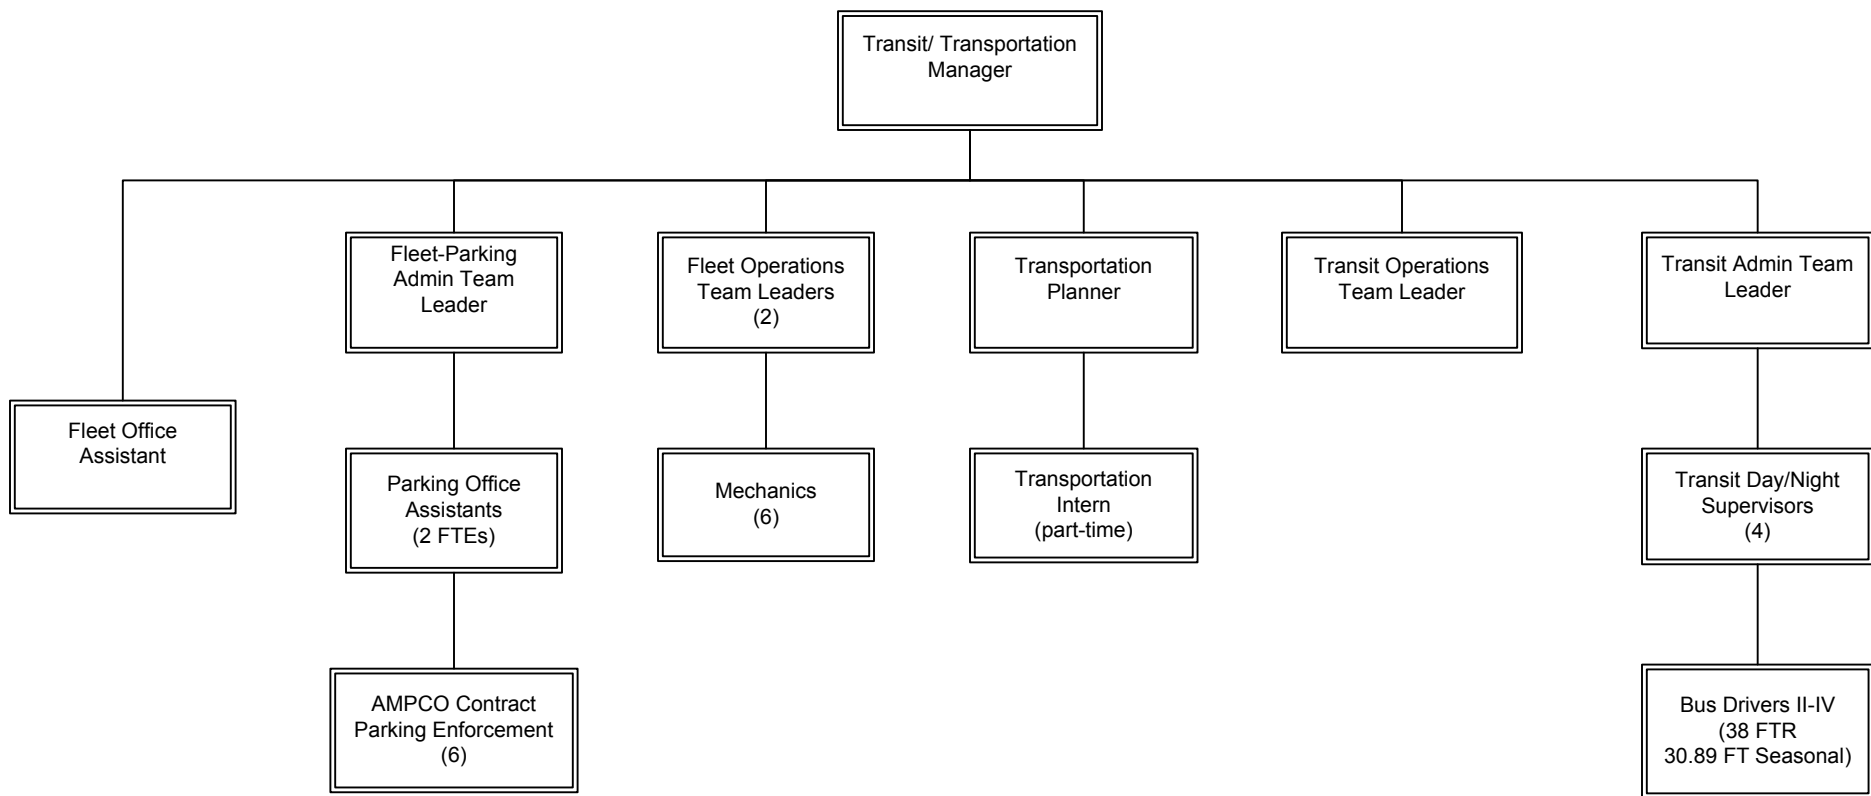 Transit/ Transportation
Manager
Fleet-Parking
Admin Team
Leader
Fleet Operations
Team Leaders
(2)
Transportation
Planner
Transit Operations
Team Leader
Transit Admin Team
Leader
Fleet Office
Assistant
Parking Office
Assistants
(2 FTEs)
Mechanics
(6)
Transportation
Intern
(part-time)
Transit Day/Night
Supervisors
(4)
AMPCO Contract
Parking Enforcement
(6)
Bus Drivers II-IV
(38 FTR
30.89 FT Seasonal)